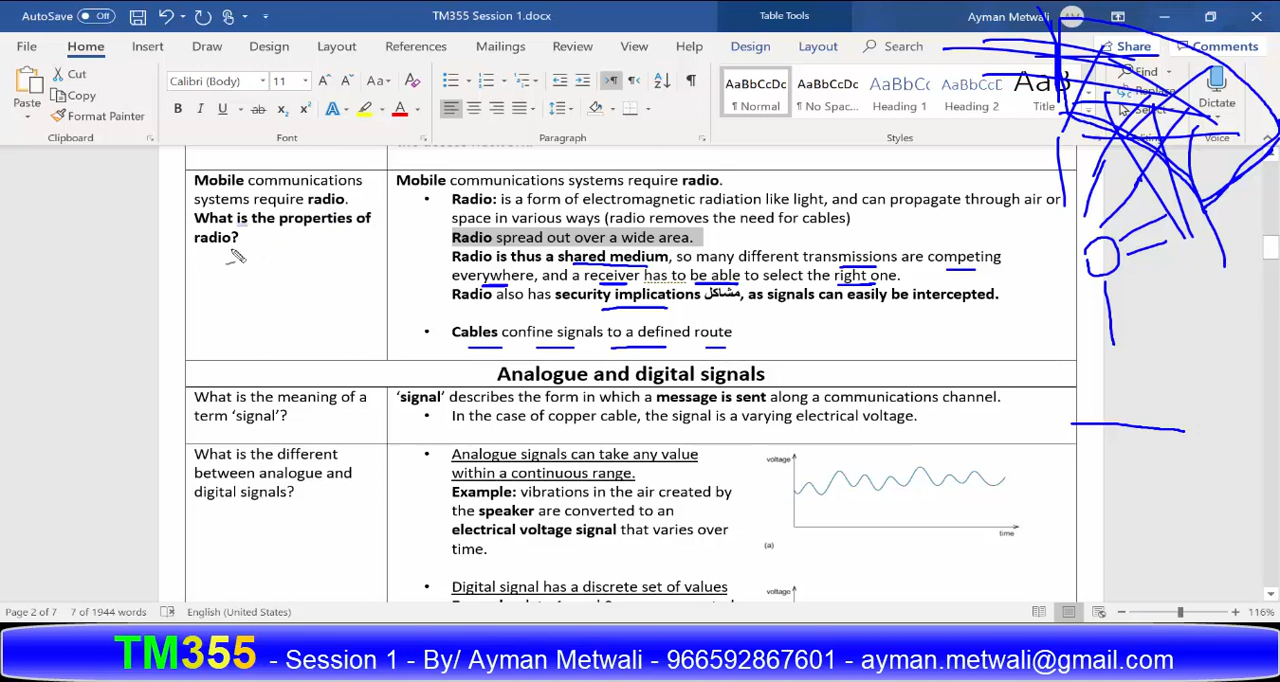 AutoSave Off
TM355 Session 1.docx
Table Tools
Ayman Metwali
File Home Insert Draw Design Layout References Mailings Review View Help Design Layout Search Share Comments
Paste
Cut
Copy
Format Painter
Clipboard
Calibri (Body) 11
Font
Paragraph
AaBbCcDc AaBbCcDc AaBbCc AaBbCcD AaB
¶ Normal ¶ No Spac... Heading 1 Heading 2 Title
Styles
Find
Replace
Select
Dictate
Voice
Mobile communications
systems require radio.
What is the properties of
radio?
Mobile communications systems require radio.
• Radio: is a form of electromagnetic radiation like light, and can propagate through air or
space in various ways (radio removes the need for cables)
Radio spread out over a wide area.
Radio is thus a shared medium, so many different transmissions are competing
everywhere, and a receiver has to be able to select the right one.
Radio also has security implications مشاكل, as signals can easily be intercepted.
• Cables confine signals to a defined route
Analogue and digital signals
What is the meaning of a
term ‘signal’?
‘signal’ describes the form in which a message is sent along a communications channel.
• In the case of copper cable, the signal is a varying electrical voltage.
What is the different
between analogue and
digital signals?
• Analogue signals can take any value
within a continuous range.
Example: vibrations in the air created by
the speaker are converted to an
electrical voltage signal that varies over
time.
voltage
time
(a)
• Digital signal has a discrete set of values
voltage
Page 2 of 7 7 of 1944 words English (United States) 116%
TM355 - Session 1 - By/ Ayman Metwali - 966592867601 - ayman.metwali@gmail.com